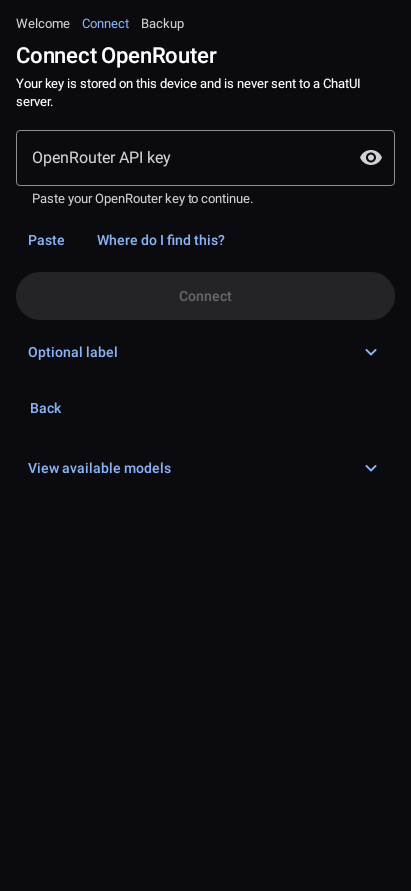 Welcome Connect Backup
Connect OpenRouter
Your key is stored on this device and is never sent to a ChatUI
server.
OpenRouter API key
Paste your OpenRouter key to continue.
Paste Where do I find this?
Connect
Optional label
Back
View available models